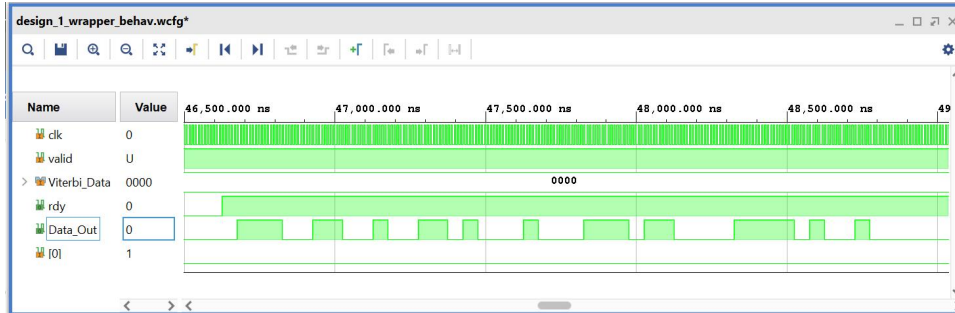 design_1_wrapper_behav.wcfg*
Name Value 46,500.000 ns 47,000.000 ns 47,500.000 ns 48,000.000 ns 48,500.000 ns 49
clk 0
valid U
Viterbi_Data 0000 0000
rdy 0
Data_Out 0
[0] 1